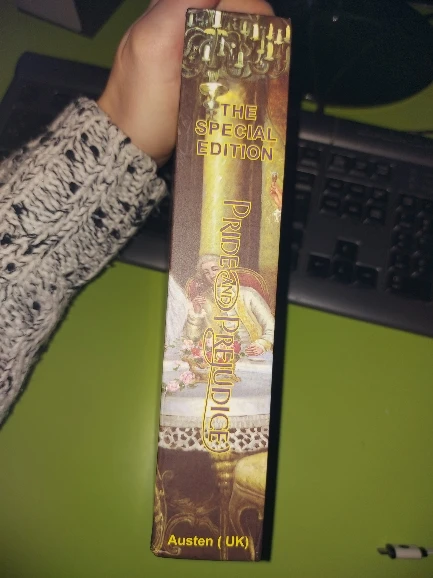 THE
SPECIAL
EDITION
PRIDE AND PREJUDICE
Austen ( UK)